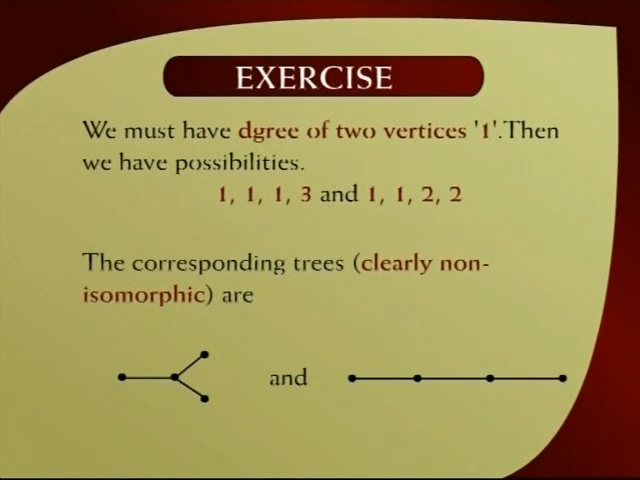 EXERCISE
We must have dgree of two vertices '1'.Then
we have possibilities.
1, 1, 1, 3 and 1, 1, 2, 2
The corresponding trees (clearly non-
isomorphic) are
and